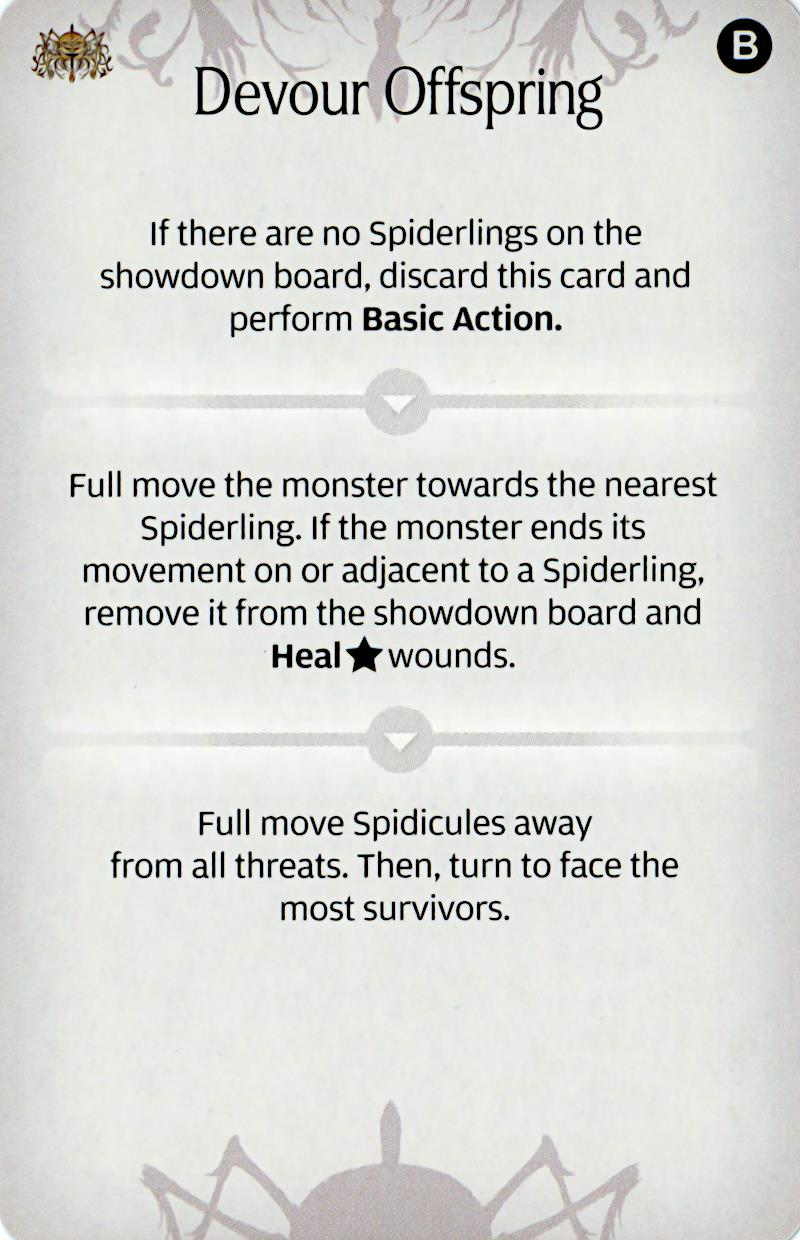 B
Devour Offspring
If there are no Spiderlings on the
showdown board, discard this card and
perform Basic Action.
Full move the monster towards the nearest
Spiderling. If the monster ends its
movement on or adjacent to a Spiderling,
remove it from the showdown board and
Heal ★ wounds.
Full move Spidicules away
from all threats. Then, turn to face the
most survivors.